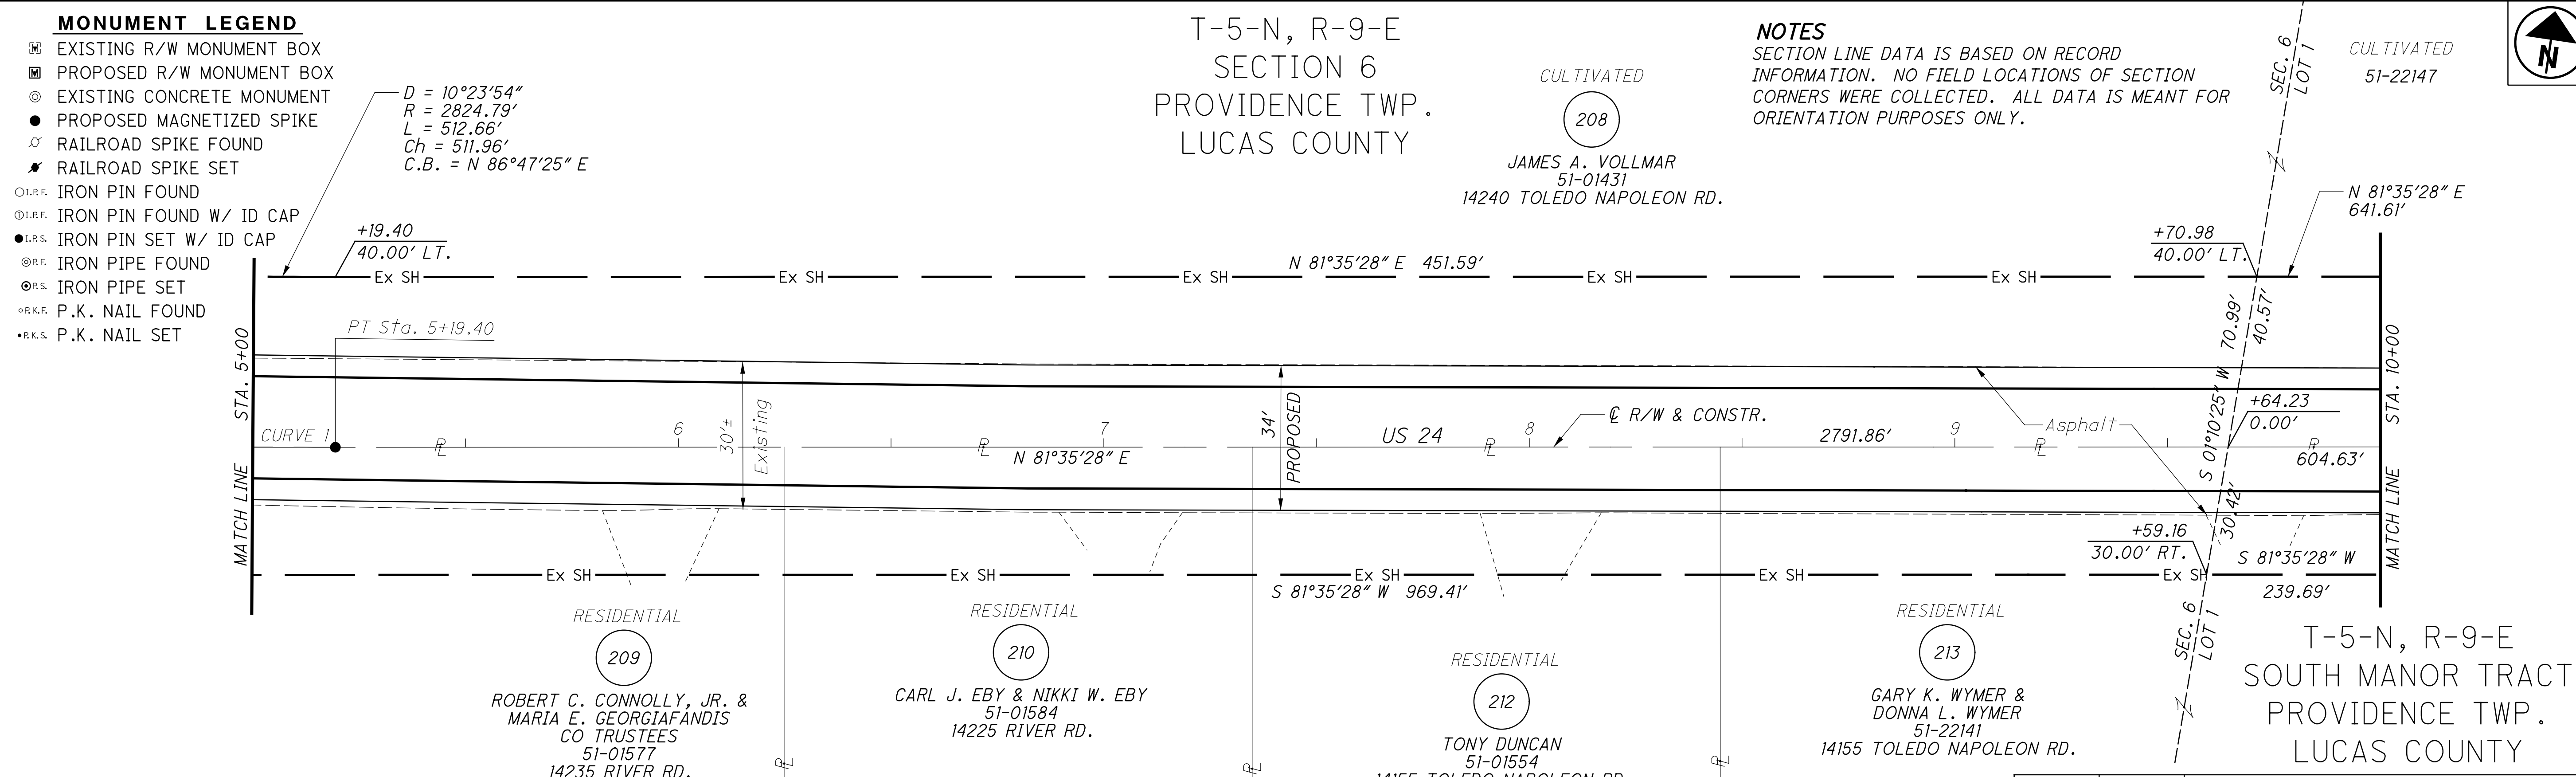 MONUMENT LEGEND
EXISTING R/W MONUMENT BOX
PROPOSED R/W MONUMENT BOX
EXISTING CONCRETE MONUMENT
PROPOSED MAGNETIZED SPIKE
RAILROAD SPIKE FOUND
RAILROAD SPIKE SET
I.P.F. IRON PIN FOUND
I.P.F. IRON PIN FOUND W/ ID CAP
I.P.S. IRON PIN SET W/ ID CAP
P.F. IRON PIPE FOUND
P.S. IRON PIPE SET
P.K.F. P.K. NAIL FOUND
P.K.S. P.K. NAIL SET
D = 10°23'54"
R = 2824.79'
L = 512.66'
Ch = 511.96'
C.B. = N 86°47'25" E
T-5-N, R-9-E
SECTION 6
PROVIDENCE TWP.
LUCAS COUNTY
CULTIVATED
208
JAMES A. VOLLMAR
51-01431
14240 TOLEDO NAPOLEON RD.
NOTES
SECTION LINE DATA IS BASED ON RECORD
INFORMATION. NO FIELD LOCATIONS OF SECTION
CORNERS WERE COLLECTED. ALL DATA IS MEANT FOR
ORIENTATION PURPOSES ONLY.
SEC. 6
LOT 1
CULTIVATED
51-22147
N
N 81°35'28" E
641.61'
+19.40
40.00' LT.
+70.98
40.00' LT.
Ex SH
Ex SH
Ex SH
N 81°35'28" E 451.59'
Ex SH
Ex SH
PT Sta. 5+19.40
MATCH LINE STA. 5+00
CURVE 1
6
30'±
Existing
7
N 81°35'28" E
34'
PROPOSED
US 24
8
℄ R/W & CONSTR.
2791.86'
9
Asphalt
S 01°10'25" W 70.99'
40.57'
30.42'
+64.23
0.00'
604.63'
MATCH LINE STA. 10+00
+59.16
30.00' RT.
S 81°35'28" W
239.69'
Ex SH
Ex SH
Ex SH
S 81°35'28" W 969.41'
Ex SH
Ex SH
RESIDENTIAL
209
ROBERT C. CONNOLLY, JR. &
MARIA E. GEORGIAFANDIS
CO TRUSTEES
51-01577
14235 RIVER RD.
RESIDENTIAL
210
CARL J. EBY & NIKKI W. EBY
51-01584
14225 RIVER RD.
RESIDENTIAL
212
TONY DUNCAN
51-01554
14155 TOLEDO NAPOLEON RD.
RESIDENTIAL
213
GARY K. WYMER &
DONNA L. WYMER
51-22141
14155 TOLEDO NAPOLEON RD.
SEC. 6
LOT 1
T-5-N, R-9-E
SOUTH MANOR TRACT
PROVIDENCE TWP.
LUCAS COUNTY